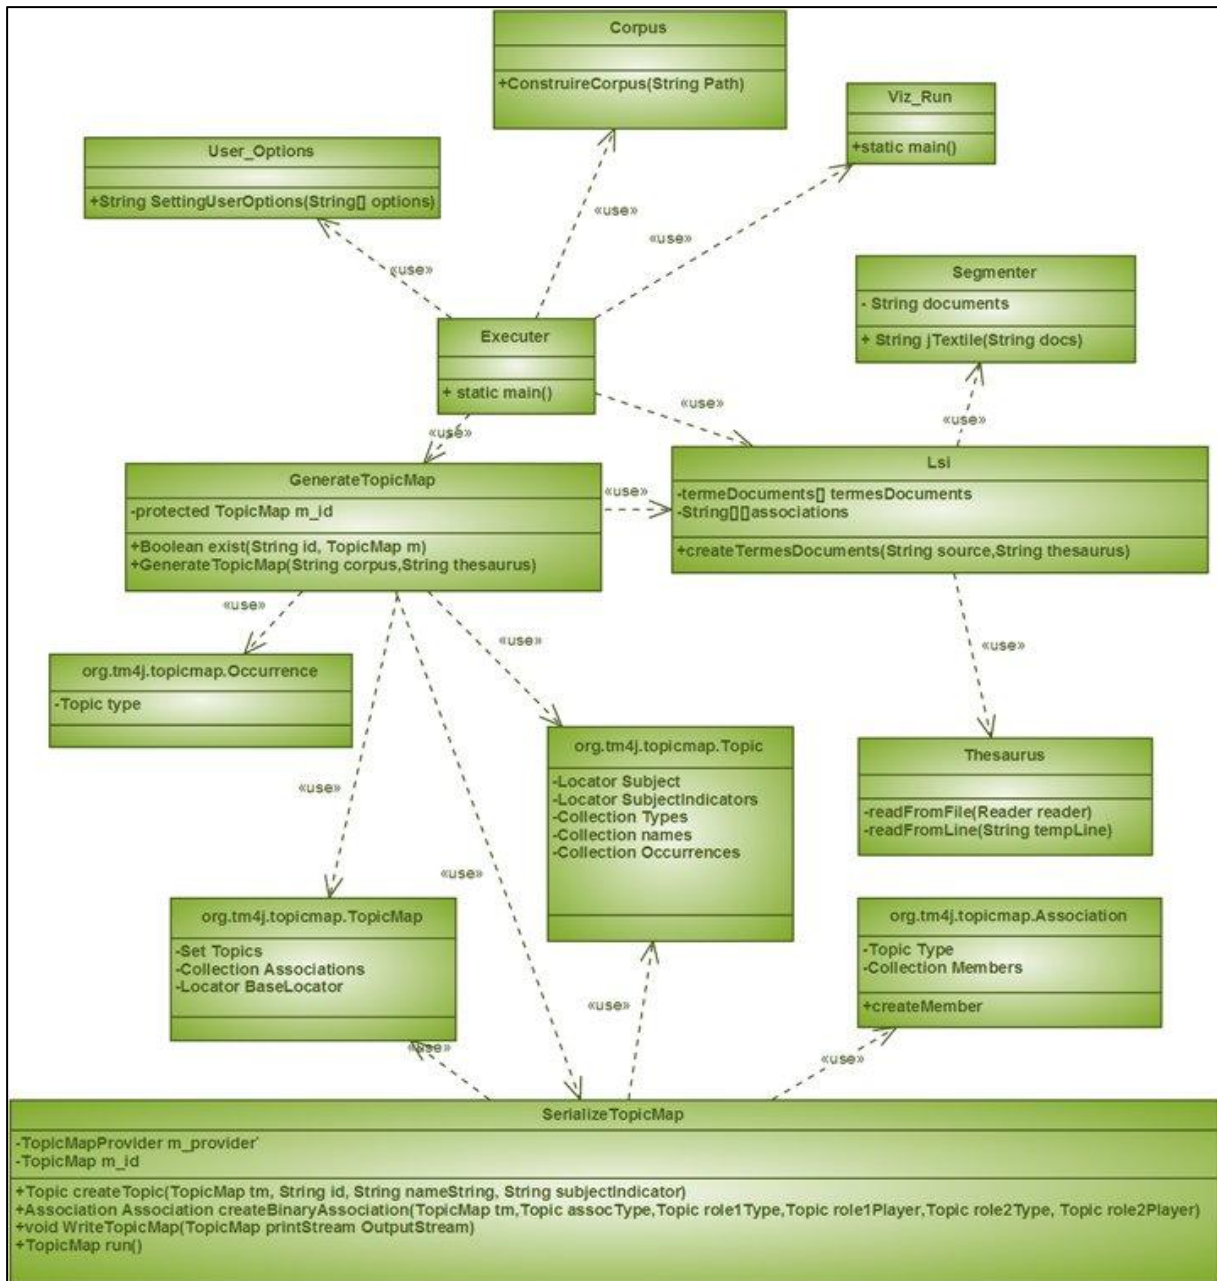 Corpus
+ConstruireCorpus(String Path)
Viz_Run
+static main()
User_Options
+String SettingUserOptions(String[] options)
«use»
«use»
«use»
Segmenter
- String documents
+ String jTextile(String docs)
Executer
+ static main()
«use»
«use»
«use»
GenerateTopicMap
-protected TopicMap m_id
+Boolean exist(String id, TopicMap m)
+GenerateTopicMap(String corpus,String thesaurus)
«use»
Lsi
-termeDocuments[] termesDocuments
-String[][]associations
+createTermesDocuments(String source,String thesaurus)
«use»
«use»
«use»
org.tm4j.topicmap.Occurrence
-Topic type
org.tm4j.topicmap.Topic
-Locator Subject
-Locator SubjectIndicators
-Collection Types
-Collection names
-Collection Occurrences
Thesaurus
-readFromFile(Reader reader)
-readFromLine(String tempLine)
«use»
«use»
org.tm4j.topicmap.TopicMap
-Set Topics
-Collection Associations
-Locator BaseLocator
org.tm4j.topicmap.Association
-Topic Type
-Collection Members
+createMember
«use»
«use»
«use»
SerializeTopicMap
-TopicMapProvider m_provider`
-TopicMap m_id
+Topic createTopic(TopicMap tm, String id, String nameString, String subjectIndicator)
+Association Association createBinaryAssociation(TopicMap tm,Topic assocType,Topic role1Type,Topic role1Player,Topic role2Type, Topic role2Player)
+void WriteTopicMap(TopicMap printStream OutputStream)
+TopicMap run()